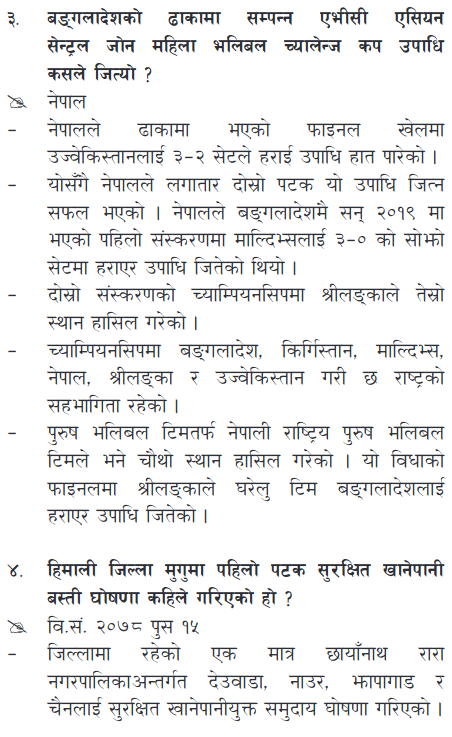 ३. बङ्गलादेशको ढाकामा सम्पन्न एभीसी एसियन
सेन्ट्रल जोन महिला भलिबल च्यालेन्ज कप उपाधि
कसले जित्यो ?
नेपाल
– नेपालले ढाकामा भएको फाइनल खेलमा
उज्वेकिस्तानलाई ३–२ सेटले हराई उपाधि हात पारेको ।
– योसँगै नेपालले लगातार दोस्रो पटक यो उपाधि जित्न
सफल भएको । नेपालले बङ्गलादेशमै सन् २०१९ मा
भएको पहिलो संस्करणमा माल्दिभ्सलाई ३–० को सोझो
सेटमा हराएर उपाधि जितेको थियो ।
– दोस्रो संस्करणको च्याम्पियनसिपमा श्रीलङ्काले तेस्रो
स्थान हासिल गरेको ।
– च्याम्पियनसिपमा बङ्गलादेश, किर्गिस्तान, माल्दिभ्स,
नेपाल, श्रीलङ्का र उज्वेकिस्तान गरी छ राष्ट्रको
सहभागिता रहेको ।
– पुरुष भलिबल टिमतर्फ नेपाली राष्ट्रिय पुरुष भलिबल
टिमले भने चौथो स्थान हासिल गरेको । यो विधाको
फाइनलमा श्रीलङ्काले घरेलु टिम बङ्गलादेशलाई
हराएर उपाधि जितेको ।
४. हिमाली जिल्ला मुगुमा पहिलो पटक सुरक्षित खानेपानी
बस्ती घोषणा कहिले गरिएको हो ?
वि.सं. २०७८ पुस १५
– जिल्लामा रहेको एक मात्र छायाँनाथ रारा
नगरपालिकाअन्तर्गत देउवाडा, नाउर, झापागाड र
चैनलाई सुरक्षित खानेपानीयुक्त समुदाय घोषणा गरिएको ।